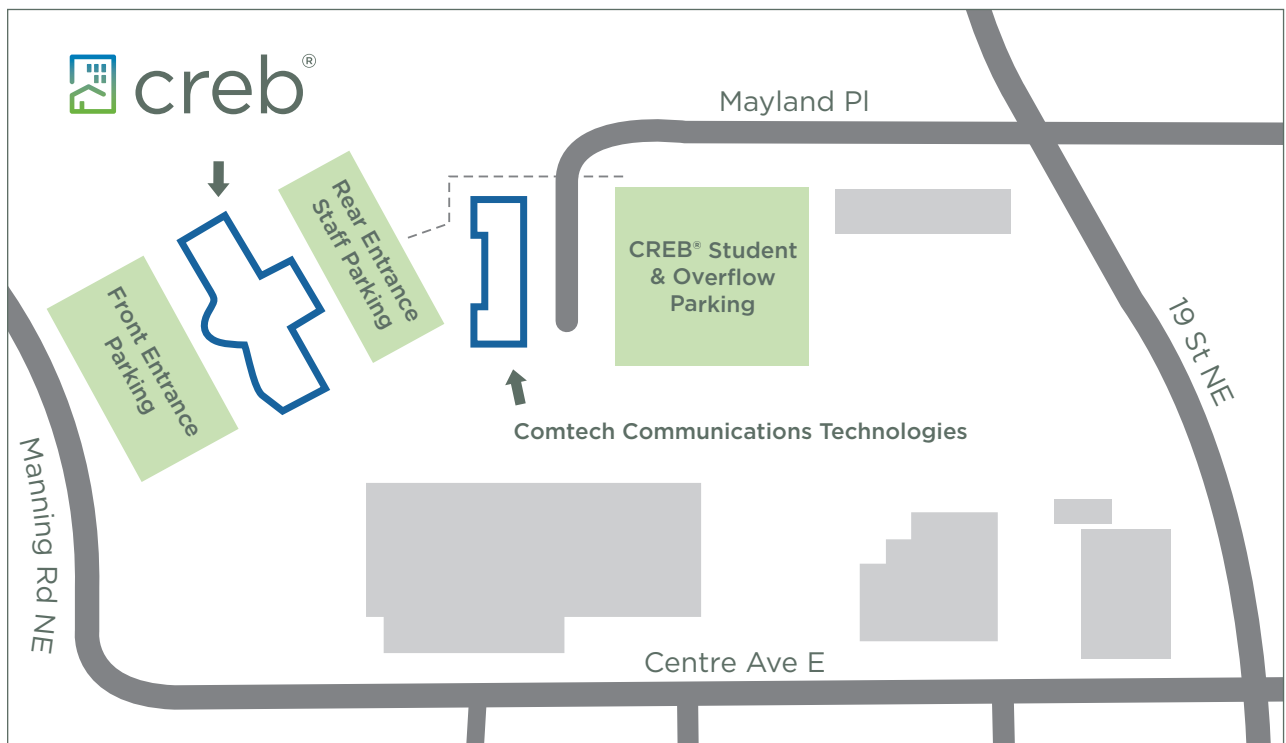 creb®
Mayland Pl
Rear Entrance
Staff Parking
CREB® Student
& Overflow
Parking
Front Entrance
Parking
19 St NE
Comtech Communications Technologies
Manning Rd NE
Centre Ave E